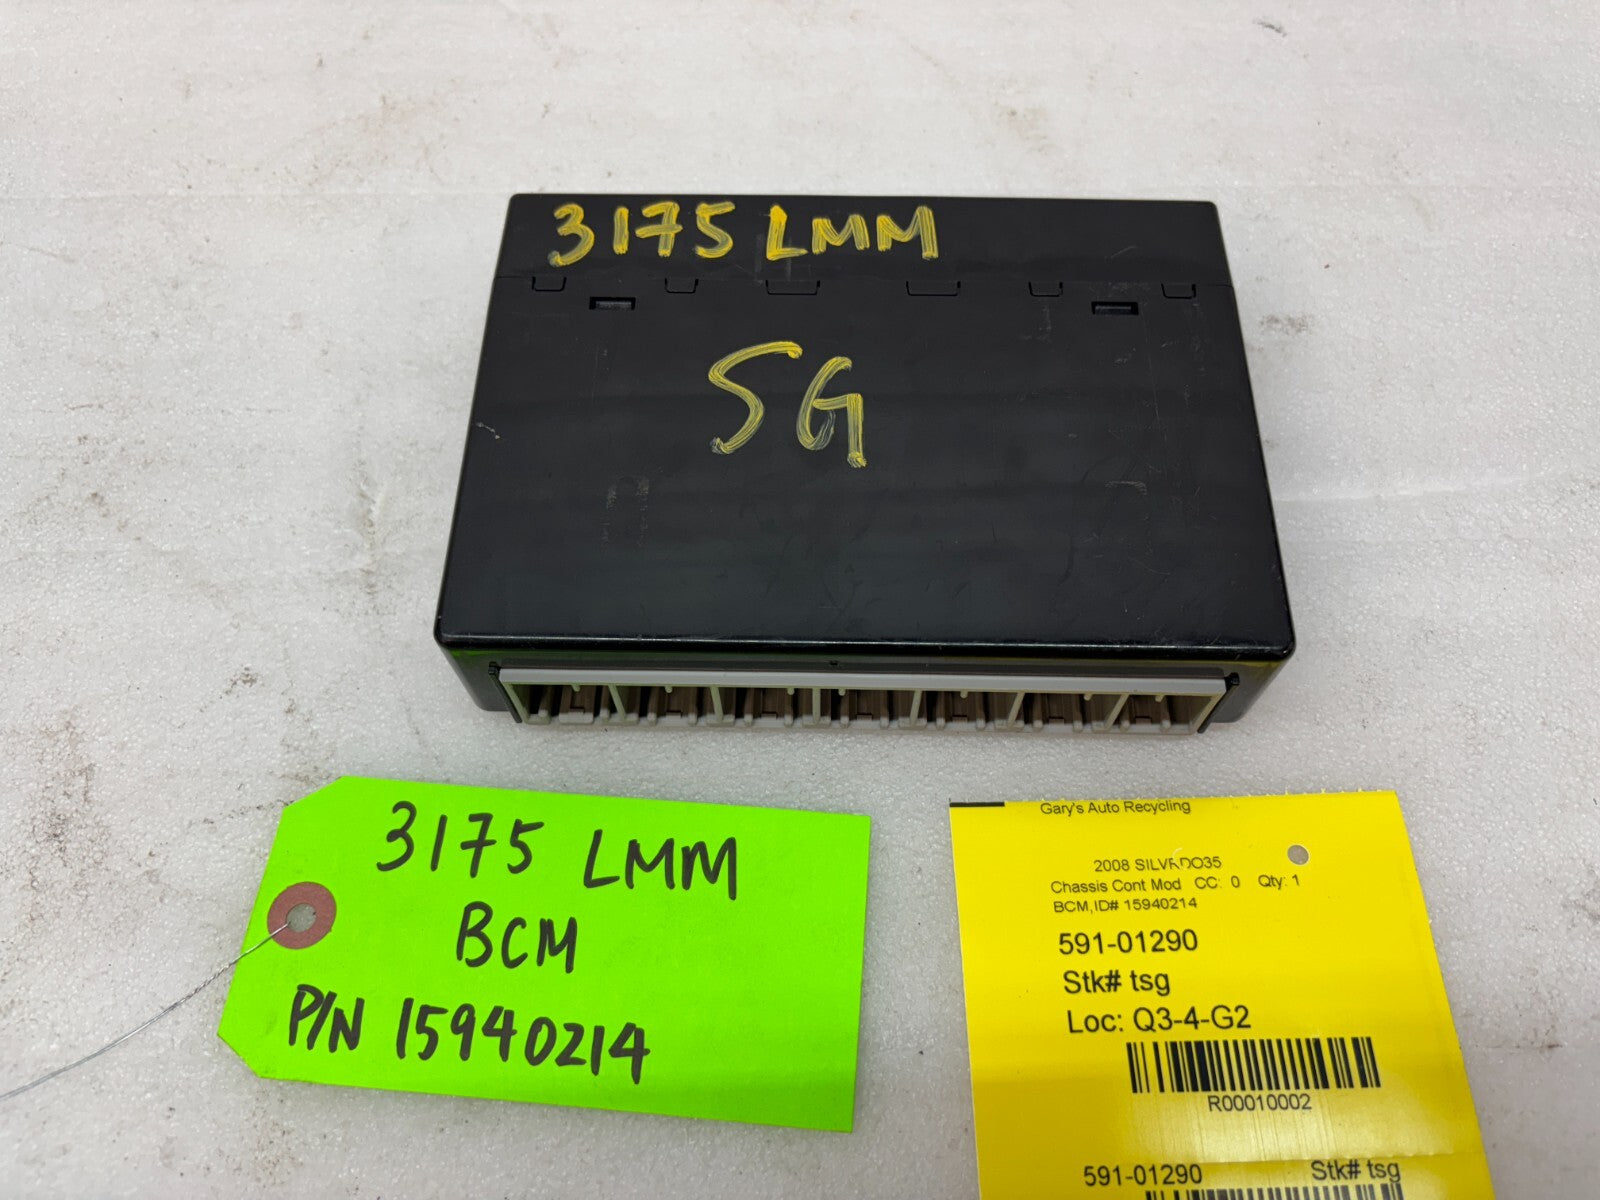 3175 LMM
SG
3175 LMM
BCM
P/N 15940214
Gary's Auto Recycling
2008 SILVRDO35
Chassis Cont Mod CC: 0 Qty: 1
BCM,ID# 15940214
591-01290
Stk# tsg
Loc: Q3-4-G2
R00010002
591-01290 Stk# tsg